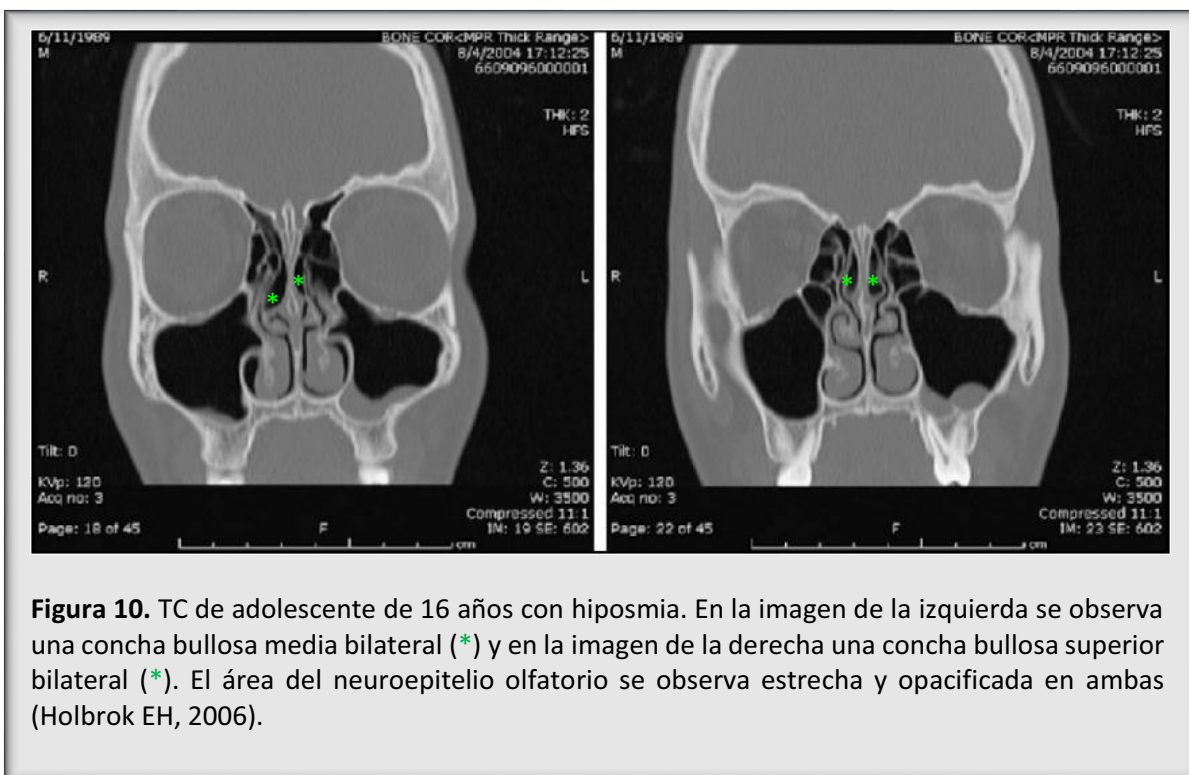 6/11/1989
M
BONE COR<MPR Thick Range>
8/4/2004 17:12:25
6609096000001
THK: 2
HFS
R
L
Tilt: 0
KVp: 120
Acq no: 3
Page: 18 of 45
Z: 1.36
C: 500
W: 3500
Compressed 11:1
IM: 19 SE: 602
F
cm
6/11/1989
M
BONE COR<MPR Thick Range>
8/4/2004 17:12:25
6609096000001
THK: 2
HFS
R
L
Tilt: 0
KVp: 120
Acq no: 3
Page: 22 of 45
Z: 1.36
C: 500
W: 3500
Compressed 11:1
IM: 23 SE: 602
F
cm
Figura 10. TC de adolescente de 16 años con hiposmia. En la imagen de la izquierda se observa
una concha bullosa media bilateral (*) y en la imagen de la derecha una concha bullosa superior
bilateral (*). El área del neuroepitelio olfatorio se observa estrecha y opacificada en ambas
(Holbrok EH, 2006).